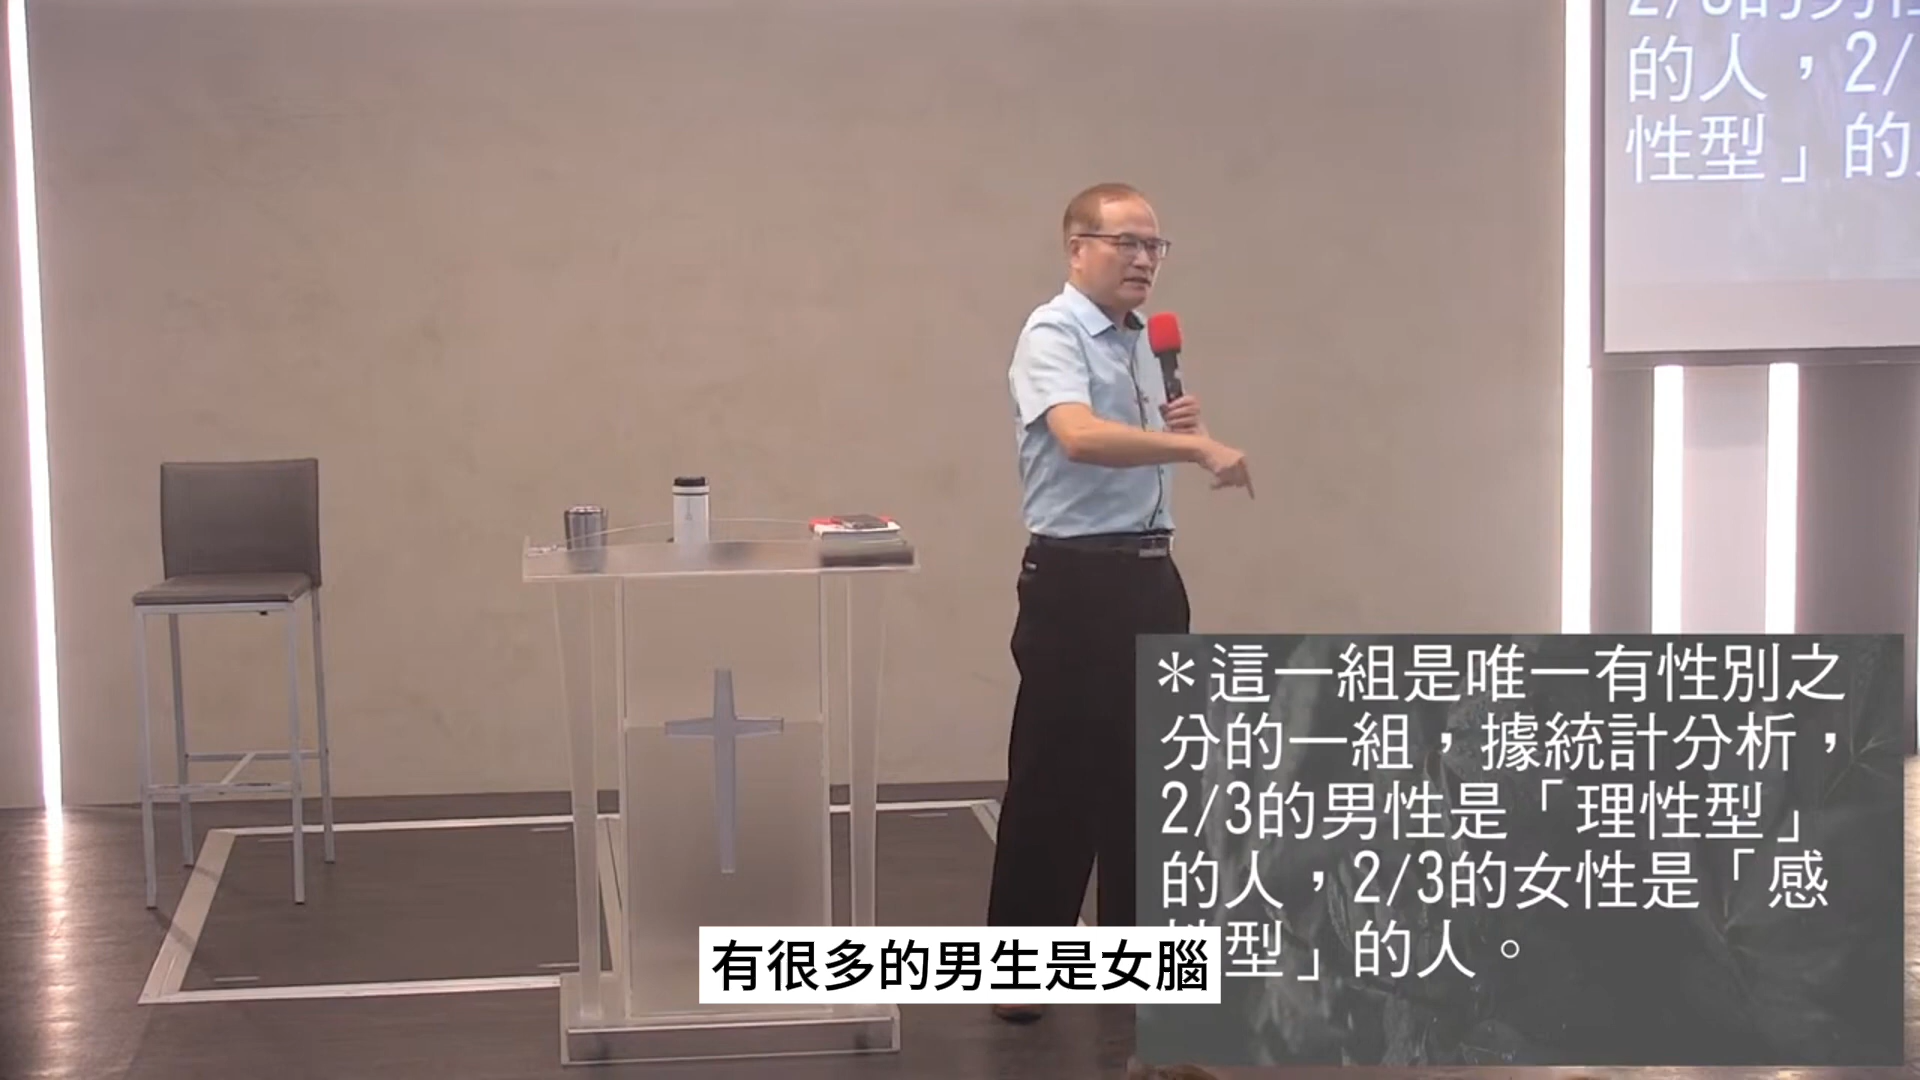 的人，2/
性型」的
＊這一組是唯一有性別之
分的一組，據統計分析，
2/3的男性是「理性型」
的人，2/3的女性是「感
型」的人。
有很多的男生是女腦